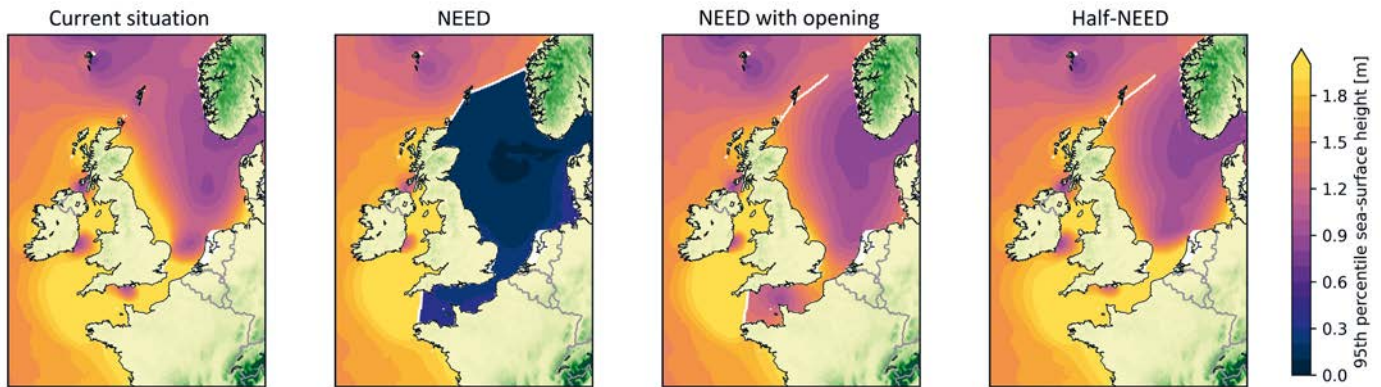 Current situation
NEED
NEED with opening
Half-NEED
1.8
1.5
1.2
0.9
0.6
0.3
0.0
95th percentile sea-surface height [m]